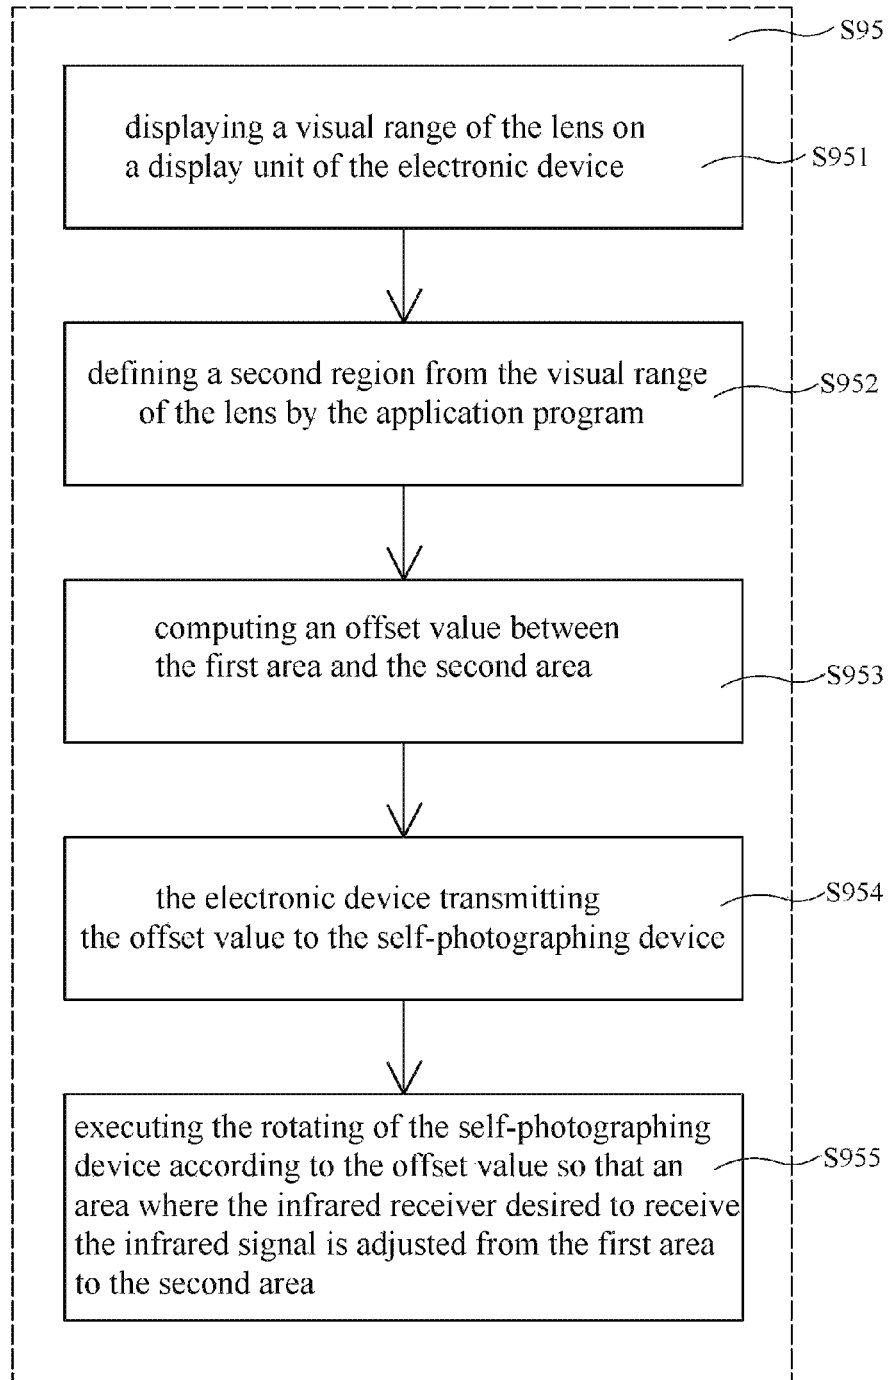 S95
displaying a visual range of the lens on
a display unit of the electronic device
S951
defining a second region from the visual range
of the lens by the application program
S952
computing an offset value between
the first area and the second area
S953
the electronic device transmitting
the offset value to the self-photographing device
S954
executing the rotating of the self-photographing
device according to the offset value so that an
area where the infrared receiver desired to receive
the infrared signal is adjusted from the first area
to the second area
S955